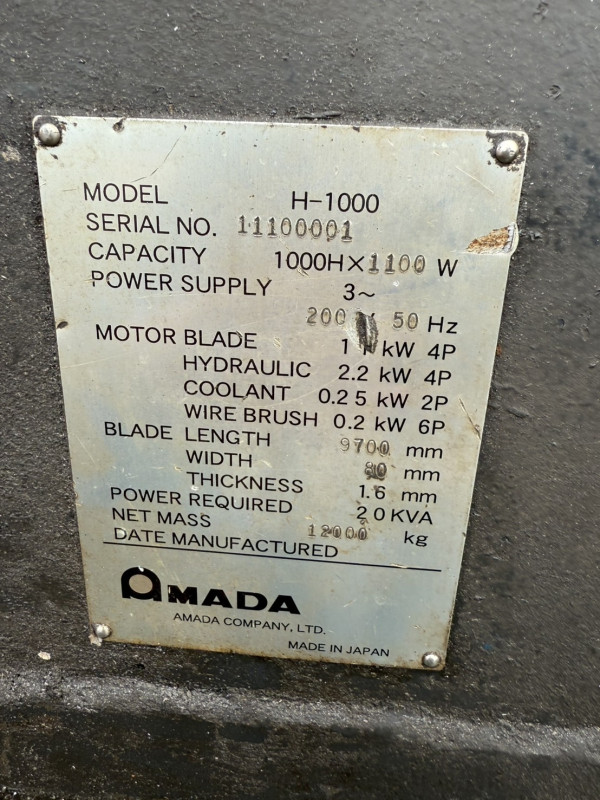 MODEL H-1000
SERIAL NO. 11100001
CAPACITY 1000H×1100 W
POWER SUPPLY 3~
200 V 50 Hz
MOTOR BLADE 11 kW 4P
HYDRAULIC 2.2 kW 4P
COOLANT 0.25 kW 2P
WIRE BRUSH 0.2 kW 6P
BLADE LENGTH 9700 mm
WIDTH 80 mm
THICKNESS 1.6 mm
POWER REQUIRED 20 KVA
NET MASS 12000 kg
DATE MANUFACTURED
AMADA
AMADA COMPANY, LTD.
MADE IN JAPAN